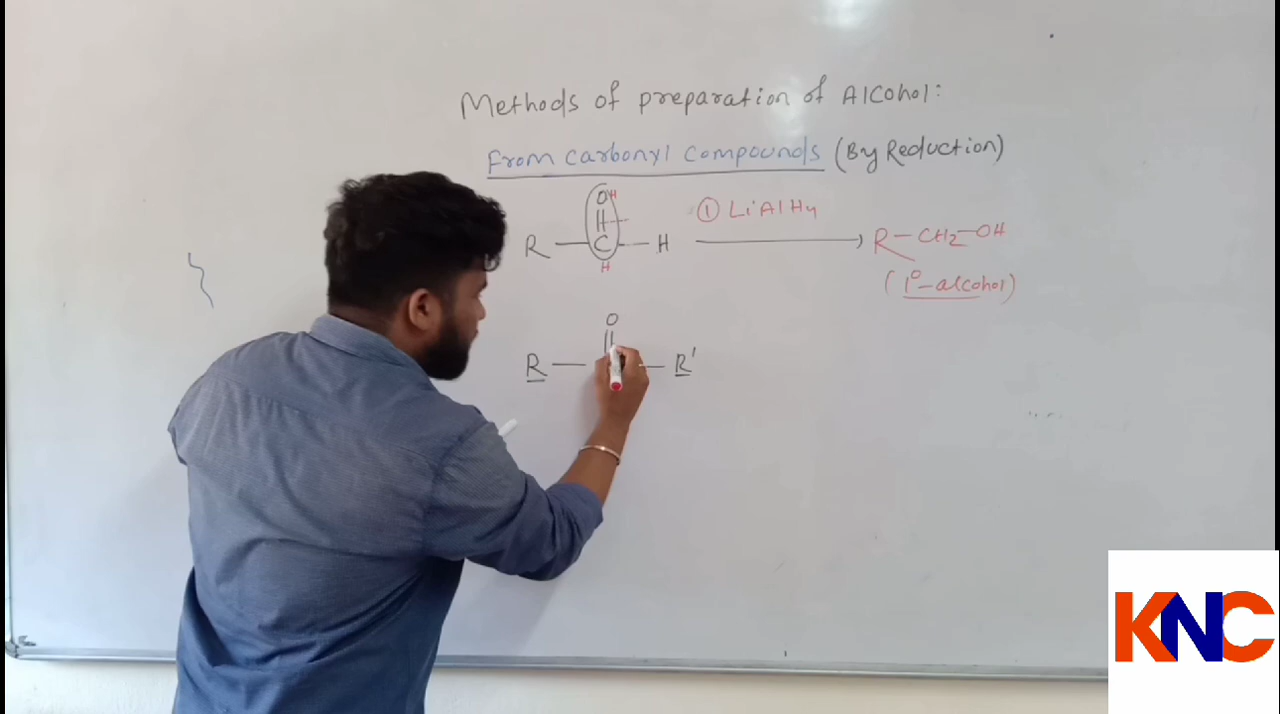 Methods of preparation of Alcohol:
From carbonyl compounds (By Reduction)
OH
R — C — H ① LiAlH4 R — CH2 — OH
H
(1° - alcohol)
O
R — — R'
KNC